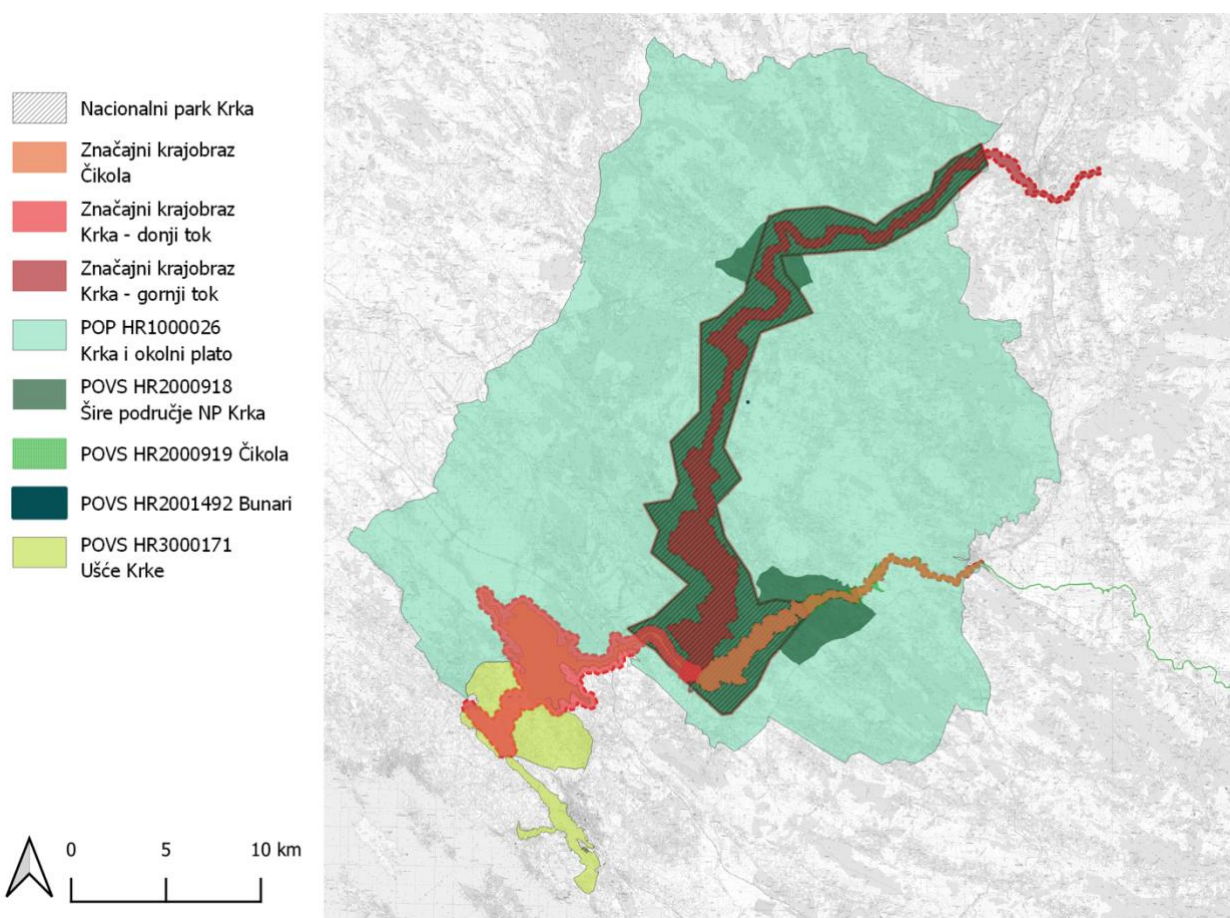 Nacionalni park Krka
Značajni krajobraz
Čikola
Značajni krajobraz
Krka - donji tok
Značajni krajobraz
Krka - gornji tok
POP HR1000026
Krka i okolni plato
POVS HR2000918
Šire područje NP Krka
POVS HR2000919 Čikola
POVS HR2001492 Bunari
POVS HR3000171
Ušće Krke
0 5 10 km